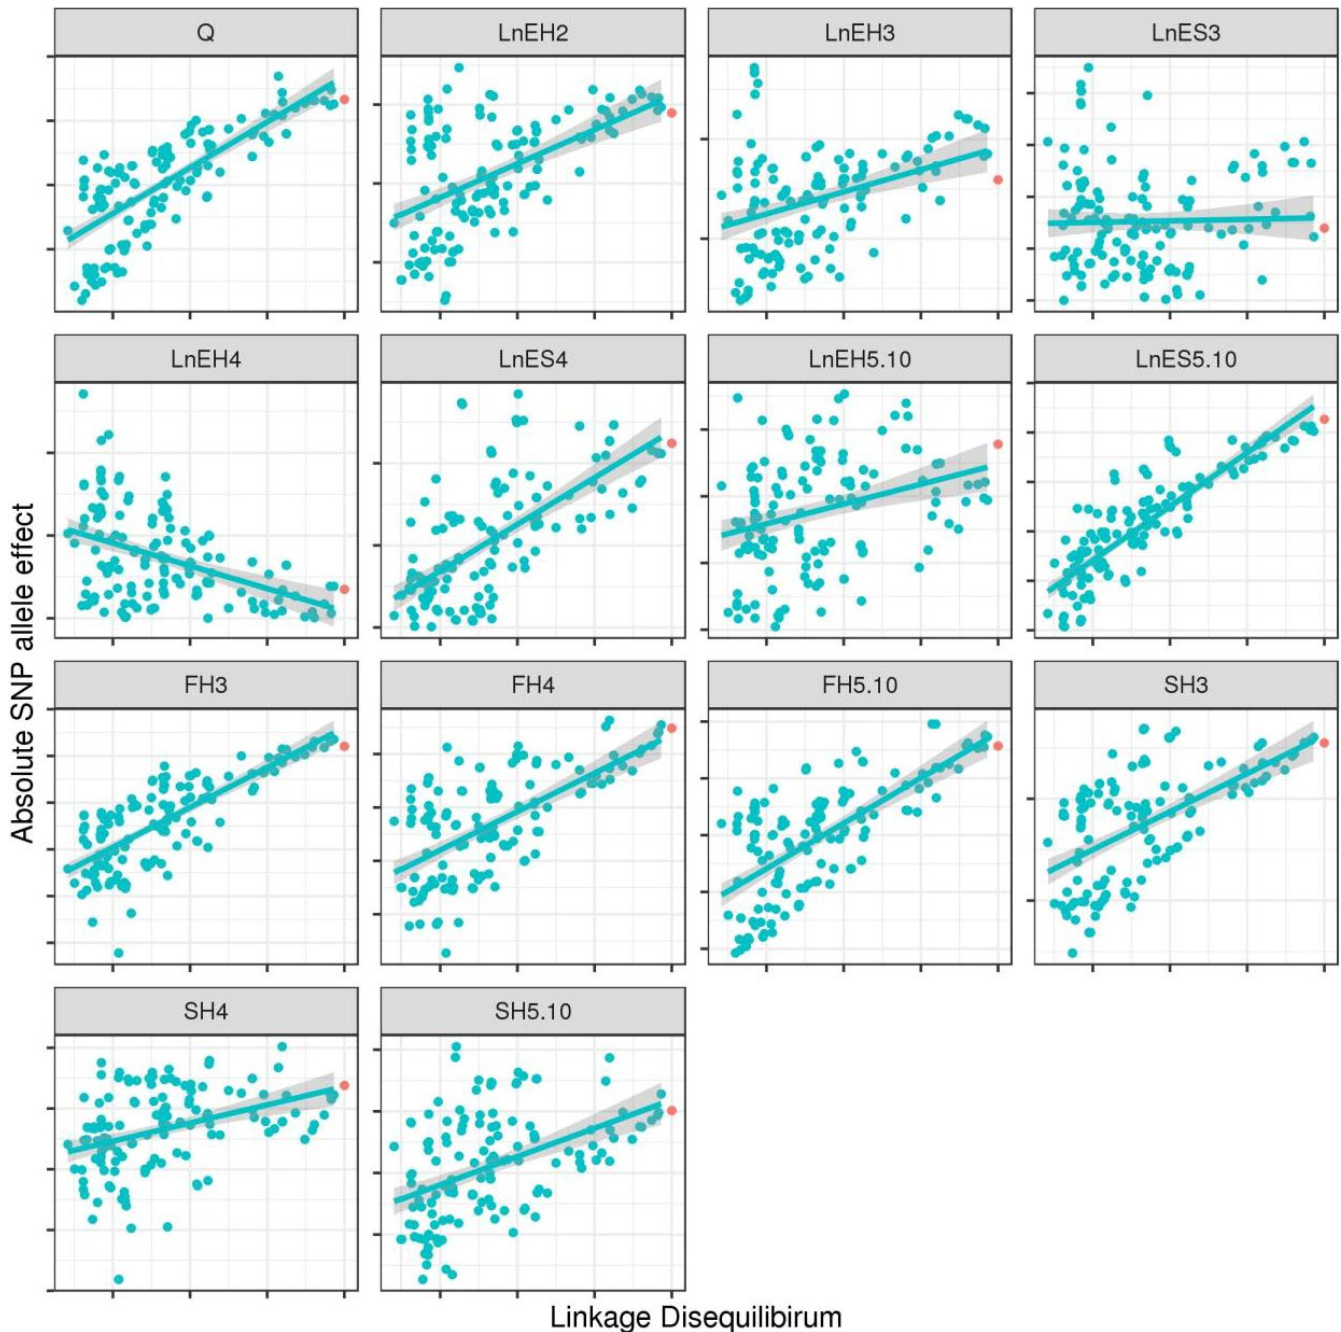 Q
LnEH2
LnEH3
LnES3
LnEH4
LnES4
LnEH5.10
LnES5.10
FH3
FH4
FH5.10
SH3
SH4
SH5.10
Absolute SNP allele effect
Linkage Disequilibirum